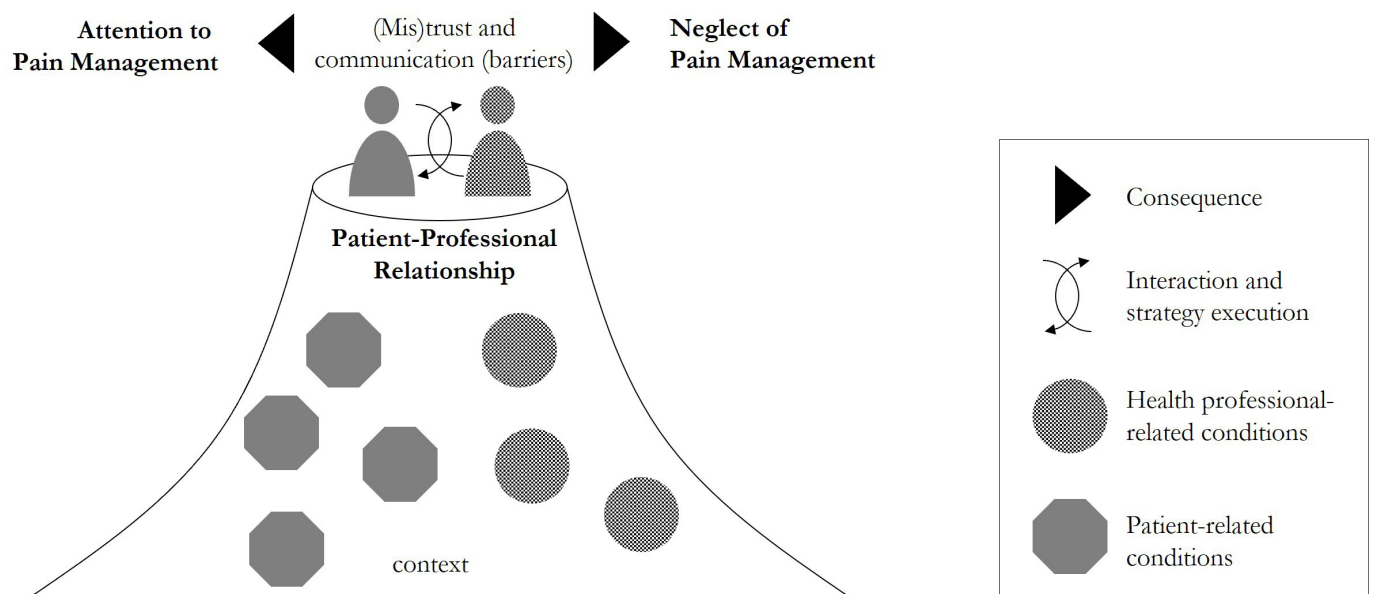 Attention to
Pain Management
(Mis)trust and
communication (barriers)
Neglect of
Pain Management
Patient-Professional
Relationship
context
Consequence
Interaction and
strategy execution
Health professional-
related conditions
Patient-related
conditions